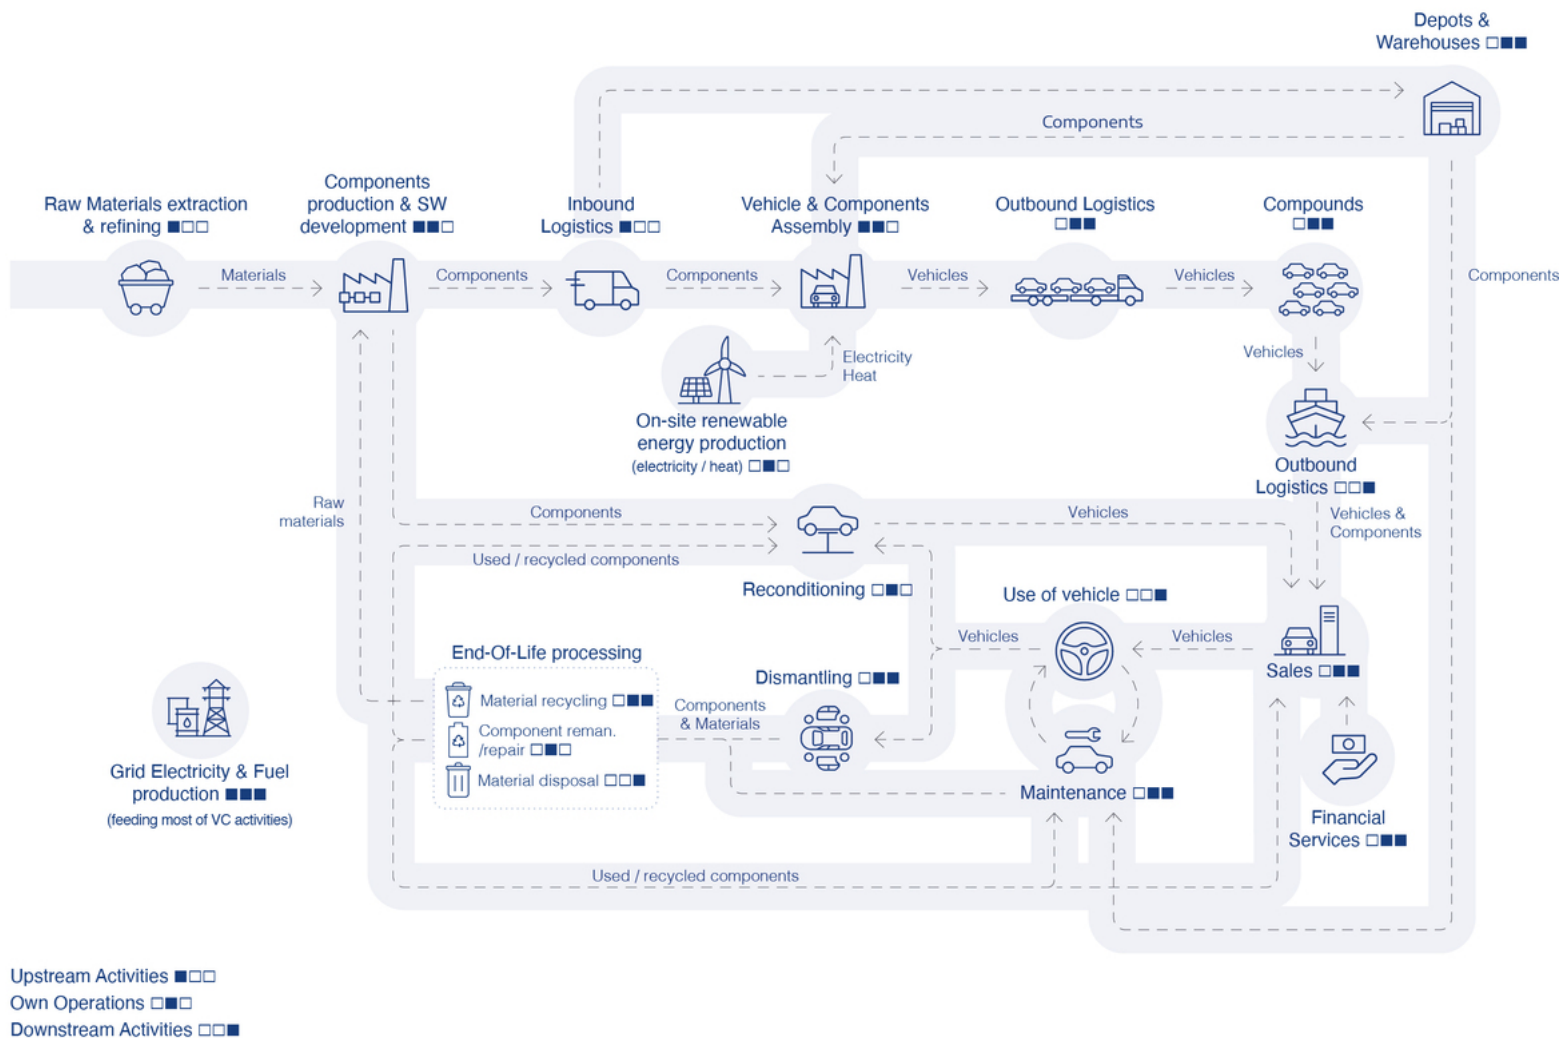 Depots &
Warehouses □■■
Components
Components
production & SW
development ■■□
Raw Materials extraction
& refining ■□□
Inbound
Logistics ■□□
Vehicle & Components
Assembly ■■□
Outbound Logistics
□■■
Compounds
□■■
Materials
Components
Components
Vehicles
Vehicles
Components
Vehicles
Electricity
Heat
On-site renewable
energy production
(electricity / heat) □■□
Outbound
Logistics □□■
Raw
materials
Components
Vehicles
Vehicles &
Components
Used / recycled components
Reconditioning □■□
Use of vehicle □□■
Vehicles
Vehicles
End-Of-Life processing
Sales □■■
Dismantling □■■
Material recycling □■■
Components
& Materials
Component reman.
/repair □■□
Material disposal □□■
Grid Electricity & Fuel
production ■■■
(feeding most of VC activities)
Maintenance □■■
Financial
Services □■■
Used / recycled components
Upstream Activities ■□□
Own Operations □■□
Downstream Activities □□■